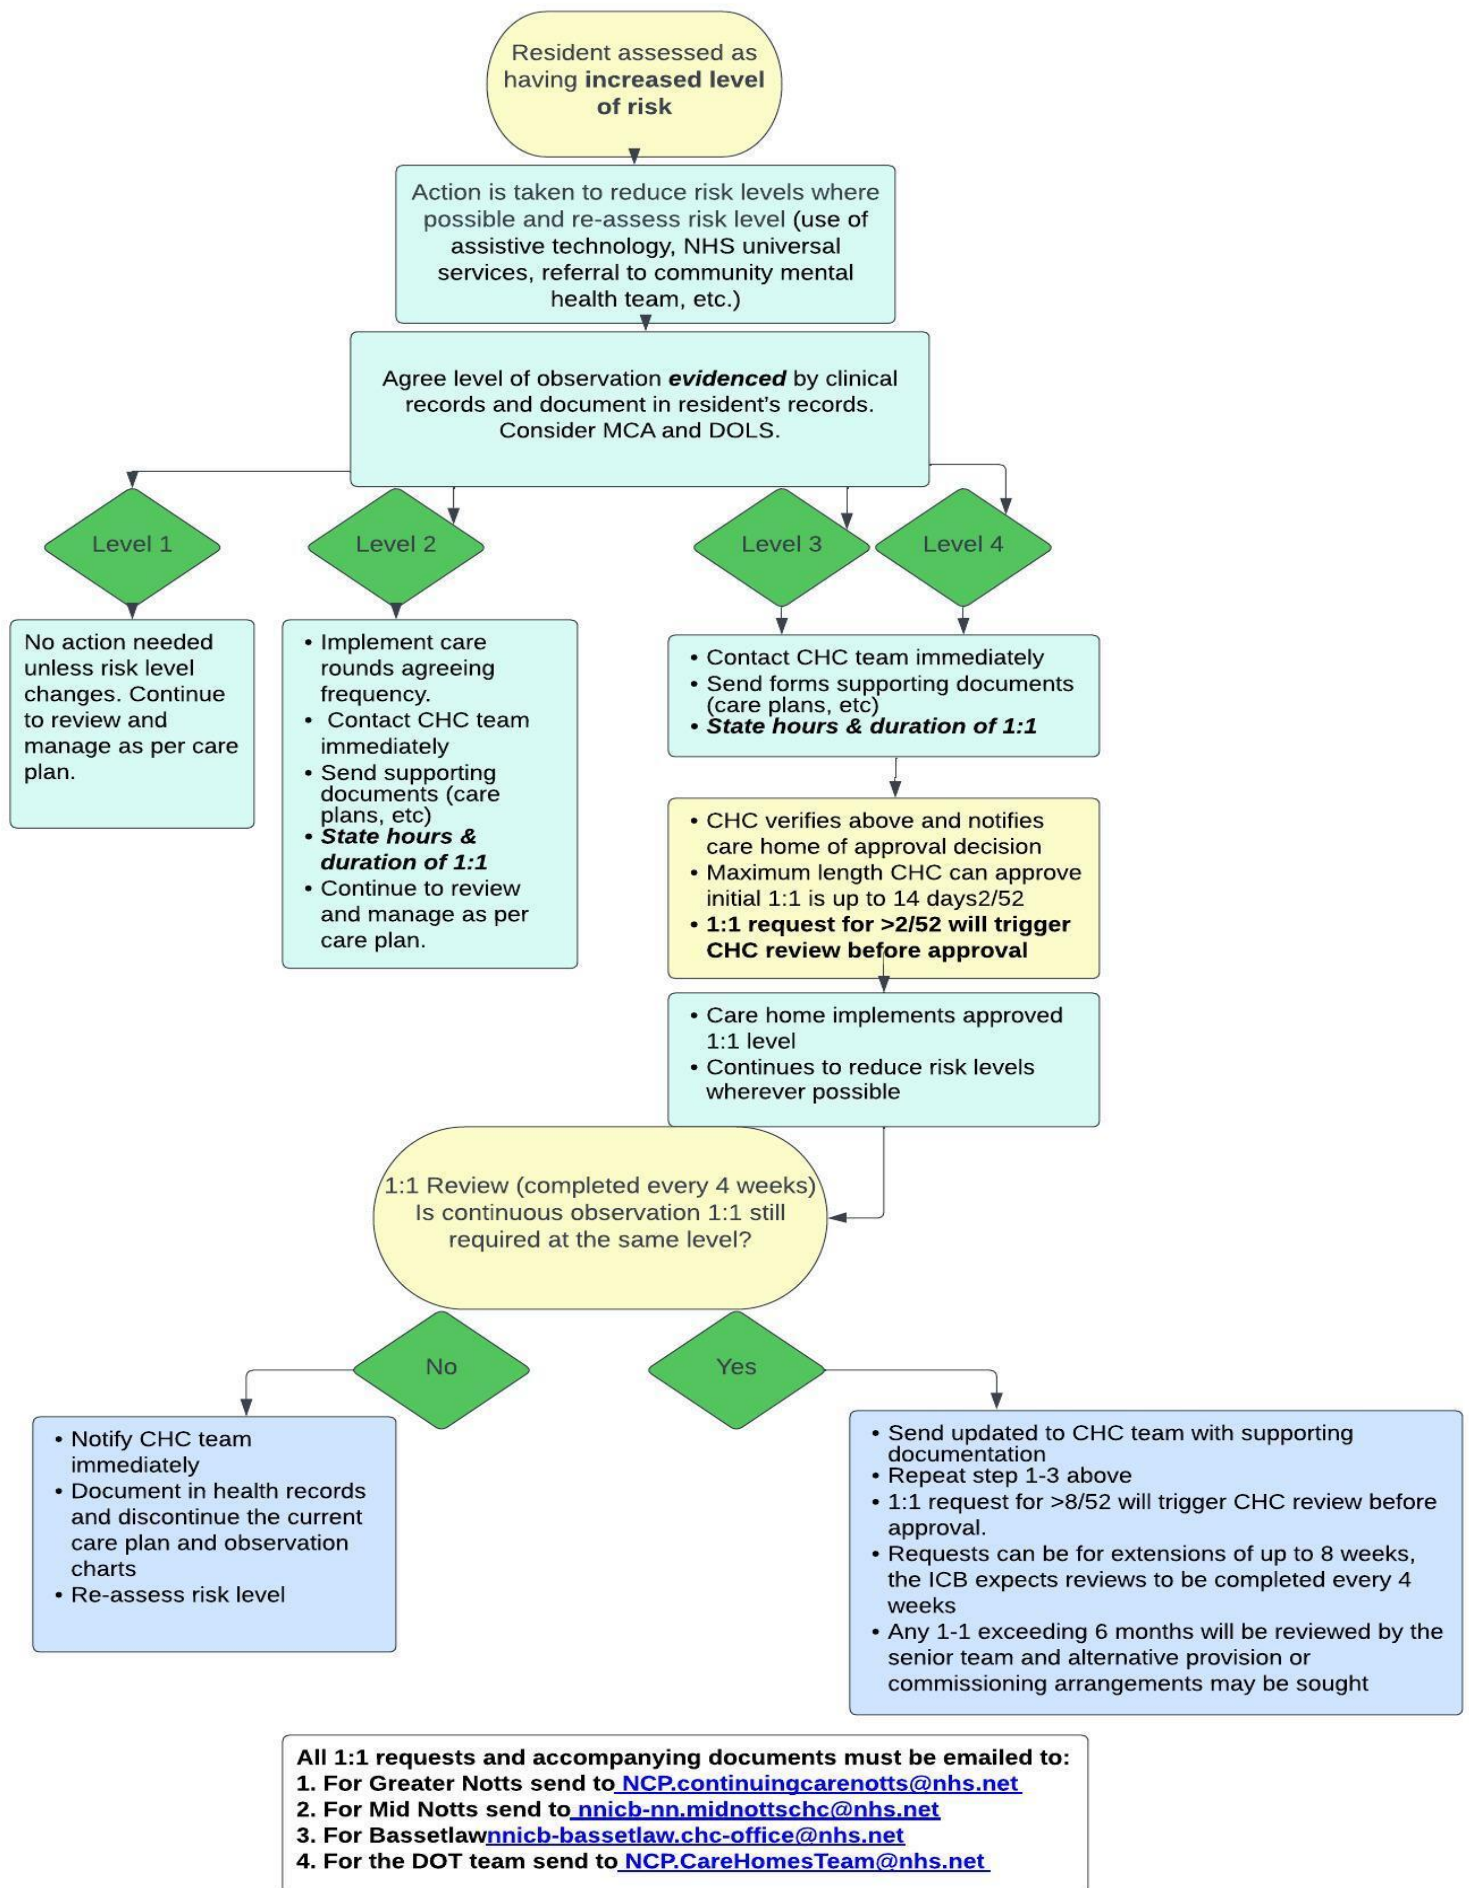 Resident assessed as
having increased level
of risk
Action is taken to reduce risk levels where
possible and re-assess risk level (use of
assistive technology, NHS universal
services, referral to community mental
health team, etc.)
Agree level of observation evidenced by clinical
records and document in resident's records.
Consider MCA and DOLS.
Level 1
Level 2
Level 3
Level 4
No action needed
unless risk level
changes. Continue
to review and
manage as per care
plan.
• Implement care
rounds agreeing
frequency.
• Contact CHC team
immediately
• Send supporting
documents (care
plans, etc)
• State hours &
duration of 1:1
• Continue to review
and manage as per
care plan.
• Contact CHC team immediately
• Send forms supporting documents
(care plans, etc)
• State hours & duration of 1:1
• CHC verifies above and notifies
care home of approval decision
• Maximum length CHC can approve
initial 1:1 is up to 14 days2/52
• 1:1 request for >2/52 will trigger
CHC review before approval
• Care home implements approved
1:1 level
• Continues to reduce risk levels
wherever possible
1:1 Review (completed every 4 weeks)
Is continuous observation 1:1 still
required at the same level?
No
Yes
• Notify CHC team
immediately
• Document in health records
and discontinue the current
care plan and observation
charts
• Re-assess risk level
• Send updated to CHC team with supporting
documentation
• Repeat step 1-3 above
• 1:1 request for >8/52 will trigger CHC review before
approval.
• Requests can be for extensions of up to 8 weeks,
the ICB expects reviews to be completed every 4
weeks
• Any 1-1 exceeding 6 months will be reviewed by the
senior team and alternative provision or
commissioning arrangements may be sought
All 1:1 requests and accompanying documents must be emailed to:
1. For Greater Notts send to NCP.continuingcarenotts@nhs.net
2. For Mid Notts send to nnicb-nn.midnottschc@nhs.net
3. For Bassetlawnnicb-bassetlaw.chc-office@nhs.net
4. For the DOT team send to NCP.CareHomesTeam@nhs.net